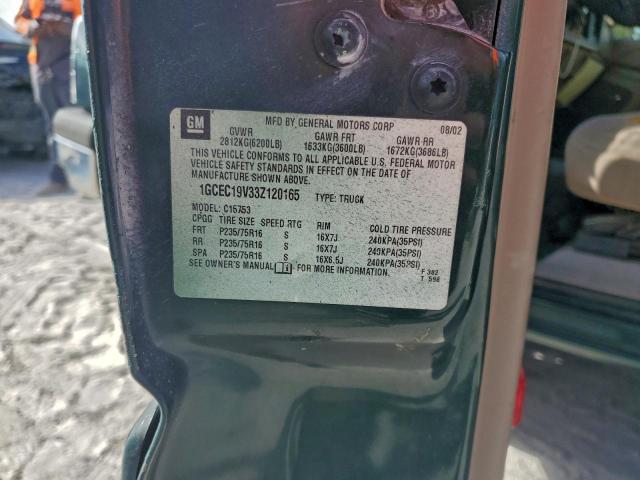 GM MFD BY GENERAL MOTORS CORP 08/02
GVWR GAWR FRT GAWR RR
2812KG(6200LB) 1633KG(3600LB) 1672KG(3686LB)
THIS VEHICLE CONFORMS TO ALL APPLICABLE U.S. FEDERAL MOTOR
VEHICLE SAFETY STANDARDS IN EFFECT ON THE DATE OF
MANUFACTURE SHOWN ABOVE.
1GCEC19V33Z120165 TYPE: TRUCK
MODEL: C15753
CPGG TIRE SIZE SPEED RTG RIM COLD TIRE PRESSURE
FRT P235/75R16 S 16X7J 240KPA(35PSI)
RR P235/75R16 S 16X7J 240KPA(35PSI)
SPA P235/75R16 S 16X6.5J 240KPA(35PSI)
SEE OWNER'S MANUAL FOR MORE INFORMATION.
F 382
T 598